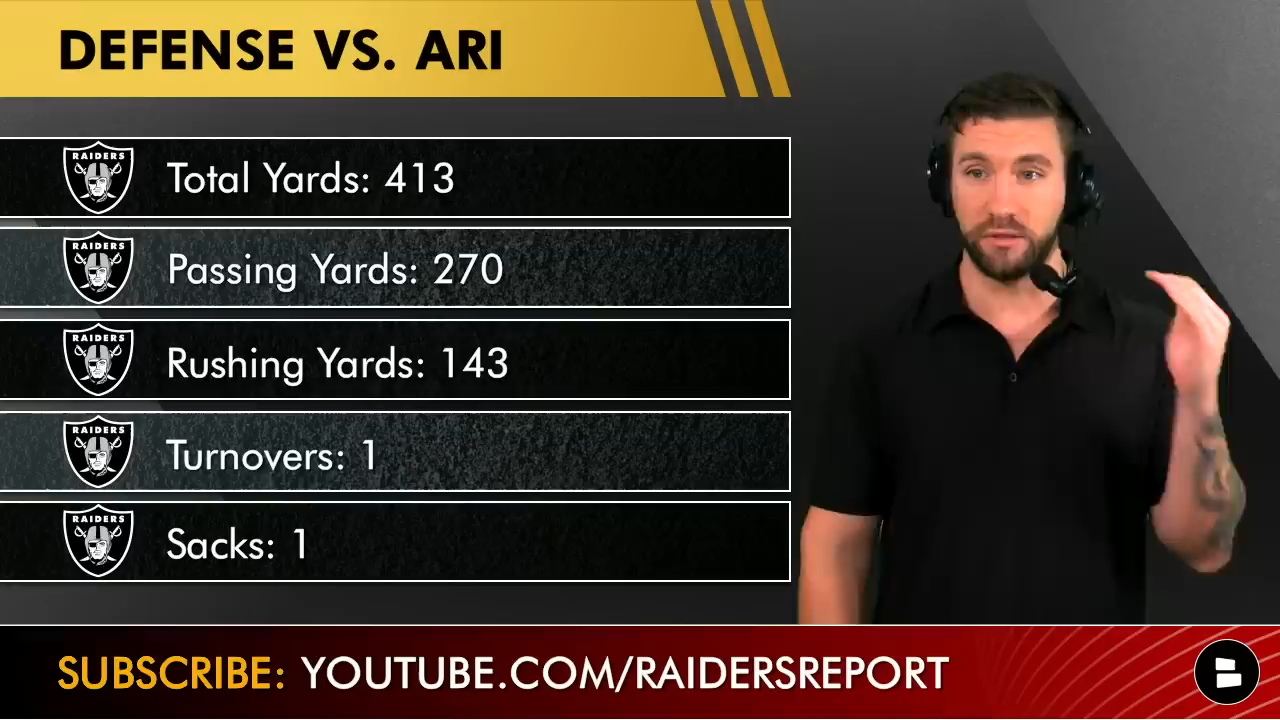 DEFENSE VS. ARI
RAIDERS
Total Yards: 413
RAIDERS
Passing Yards: 270
RAIDERS
Rushing Yards: 143
RAIDERS
Turnovers: 1
RAIDERS
Sacks: 1
SUBSCRIBE: YOUTUBE.COM/RAIDERSREPORT